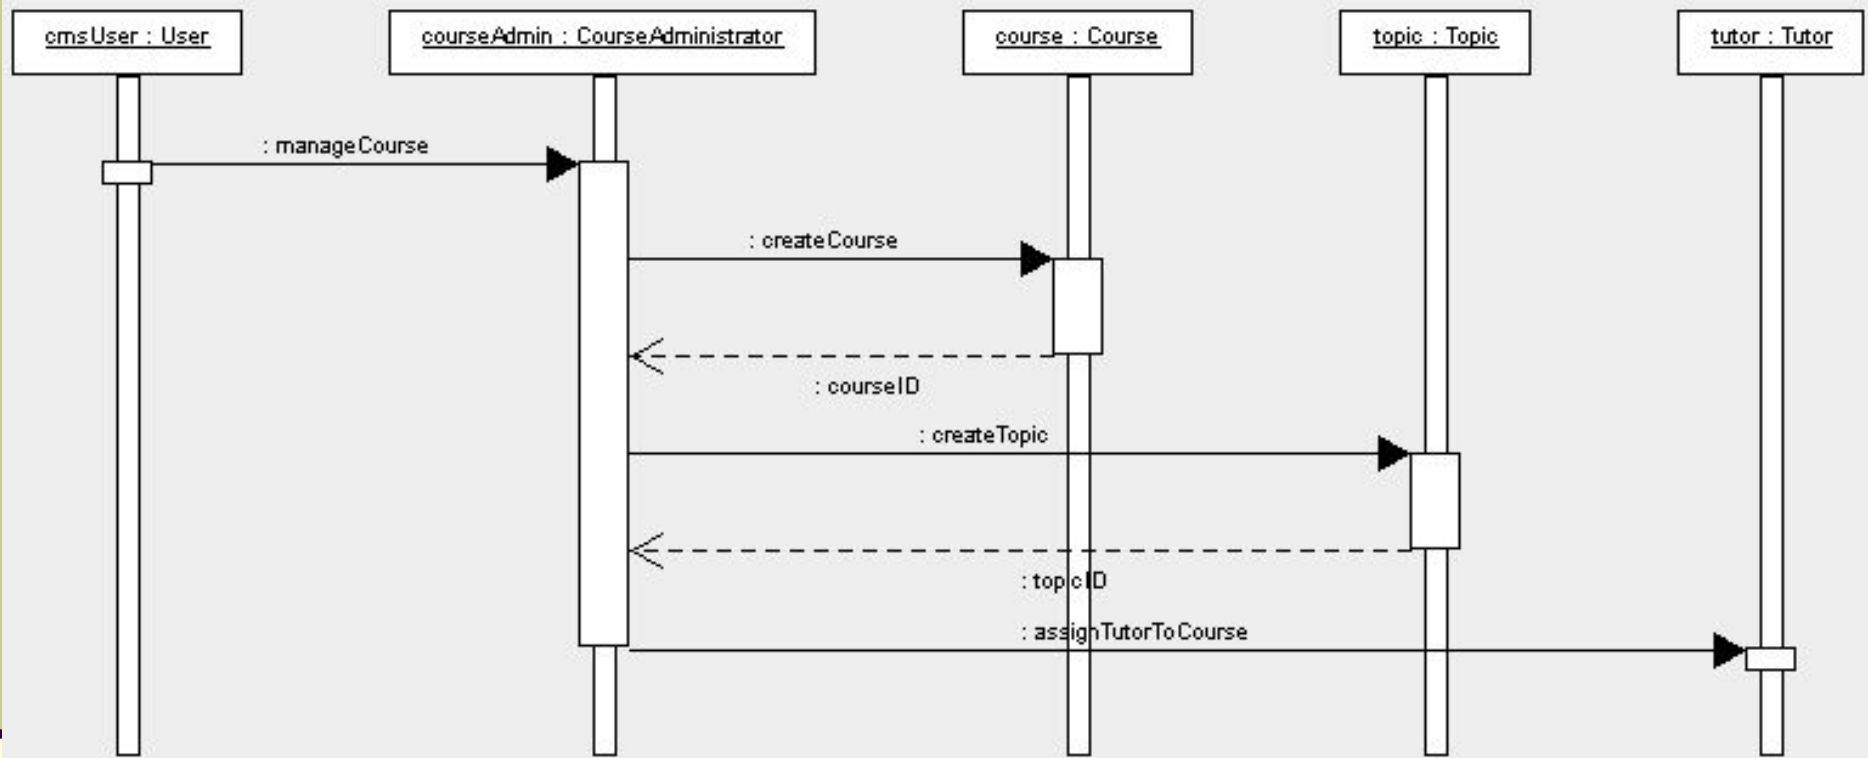 cmsUser : User
courseAdmin : CourseAdministrator
course : Course
topic : Topic
tutor : Tutor
: manageCourse
: createCourse
: courseID
: createTopic
: topicID
: assignTutorToCourse